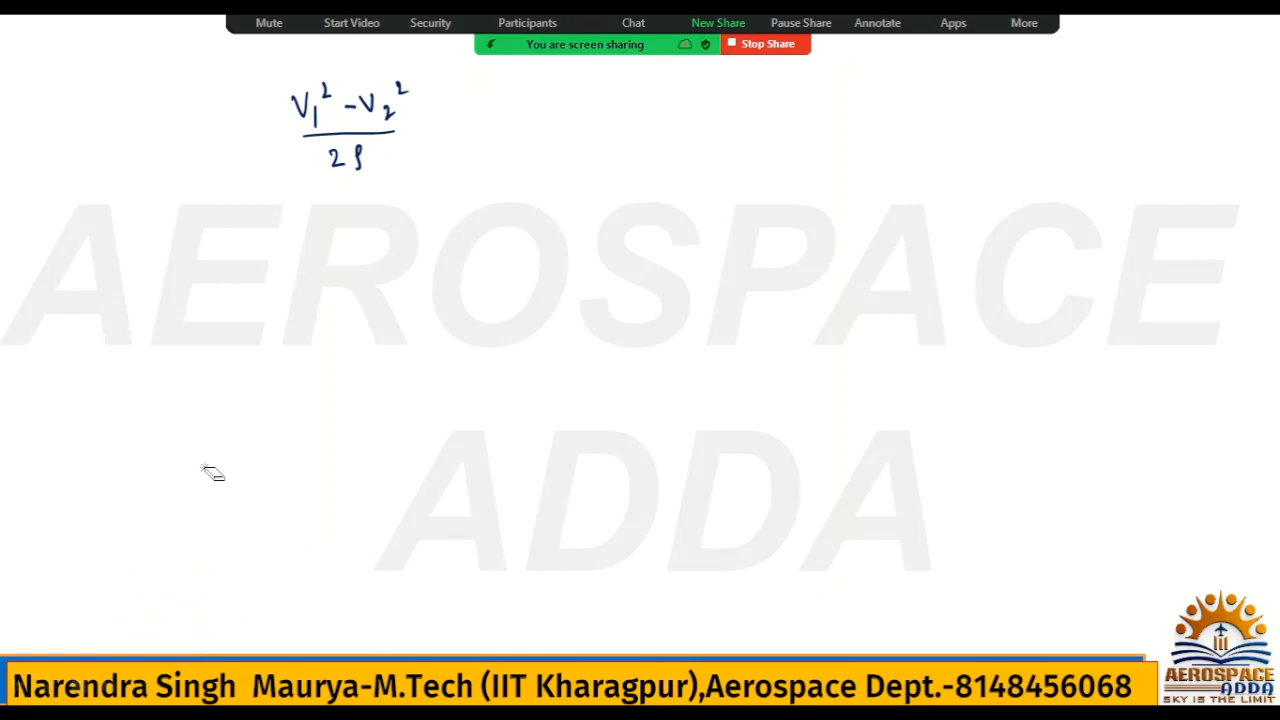 Mute Start Video Security Participants Chat New Share Pause Share Annotate Apps More
You are screen sharing Stop Share
V₁² - V₂²
2ρ
AEROSPACE
ADDA
AEROSPACE
ADDA
SKY IS THE LIMIT
Narendra Singh Maurya-M.Tech (IIT Kharagpur),Aerospace Dept.-8148456068